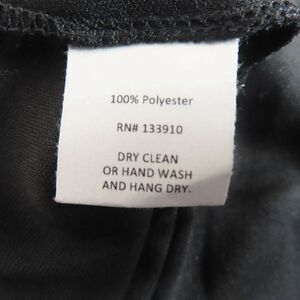 100% Polyester
RN# 133910
DRY CLEAN
OR HAND WASH
AND HANG DRY.